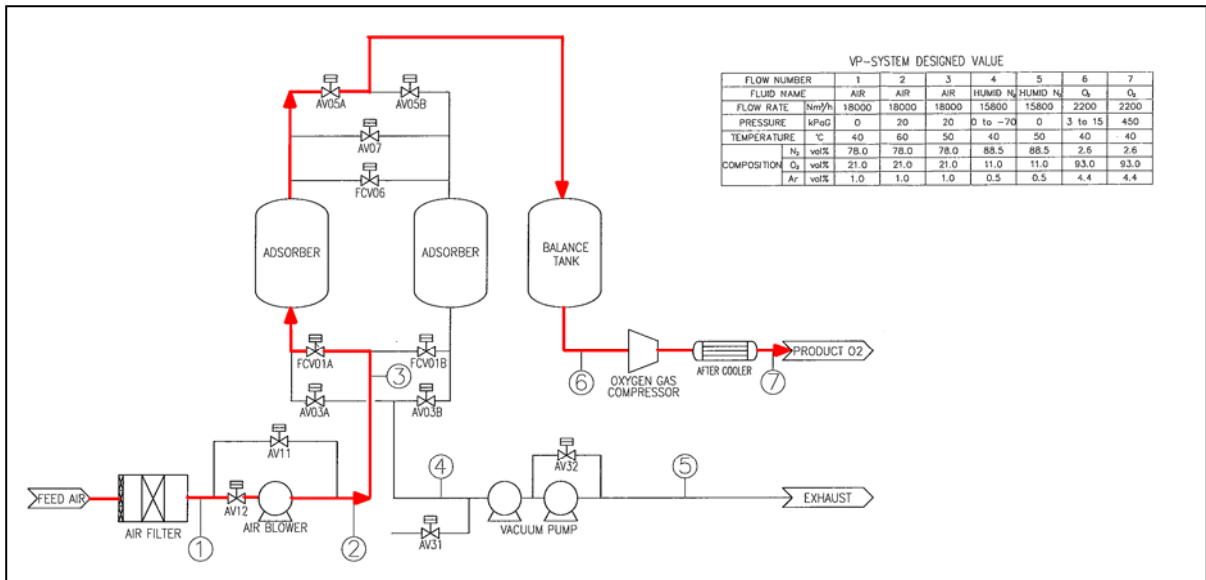 VP-SYSTEM DESIGNED VALUE
FLOW NUMBER 1 2 3 4 5 6 7
FLUID NAME AIR AIR AIR HUMID N₂ HUMID N₂ O₂ O₂
FLOW RATE Nm³/h 18000 18000 18000 15800 15800 2200 2200
PRESSURE kPaG 0 20 20 0 to -70 0 3 to 15 450
TEMPERATURE ℃ 40 60 50 40 50 40 40
COMPOSITION N₂ vol% 78.0 78.0 78.0 88.5 88.5 2.6 2.6
O₂ vol% 21.0 21.0 21.0 11.0 11.0 93.0 93.0
Ar vol% 1.0 1.0 1.0 0.5 0.5 4.4 4.4
AV05A
AV05B
AV07
FCV06
ADSORBER
ADSORBER
BALANCE
TANK
FCV01A
FCV01B
3
AV03A
AV03B
6
OXYGEN GAS
COMPRESSOR
AFTER COOLER
7
PRODUCT O2
AV11
FEED AIR
AIR FILTER
1
AV12
AIR BLOWER
2
4
AV31
AV32
VACUUM PUMP
5
EXHAUST